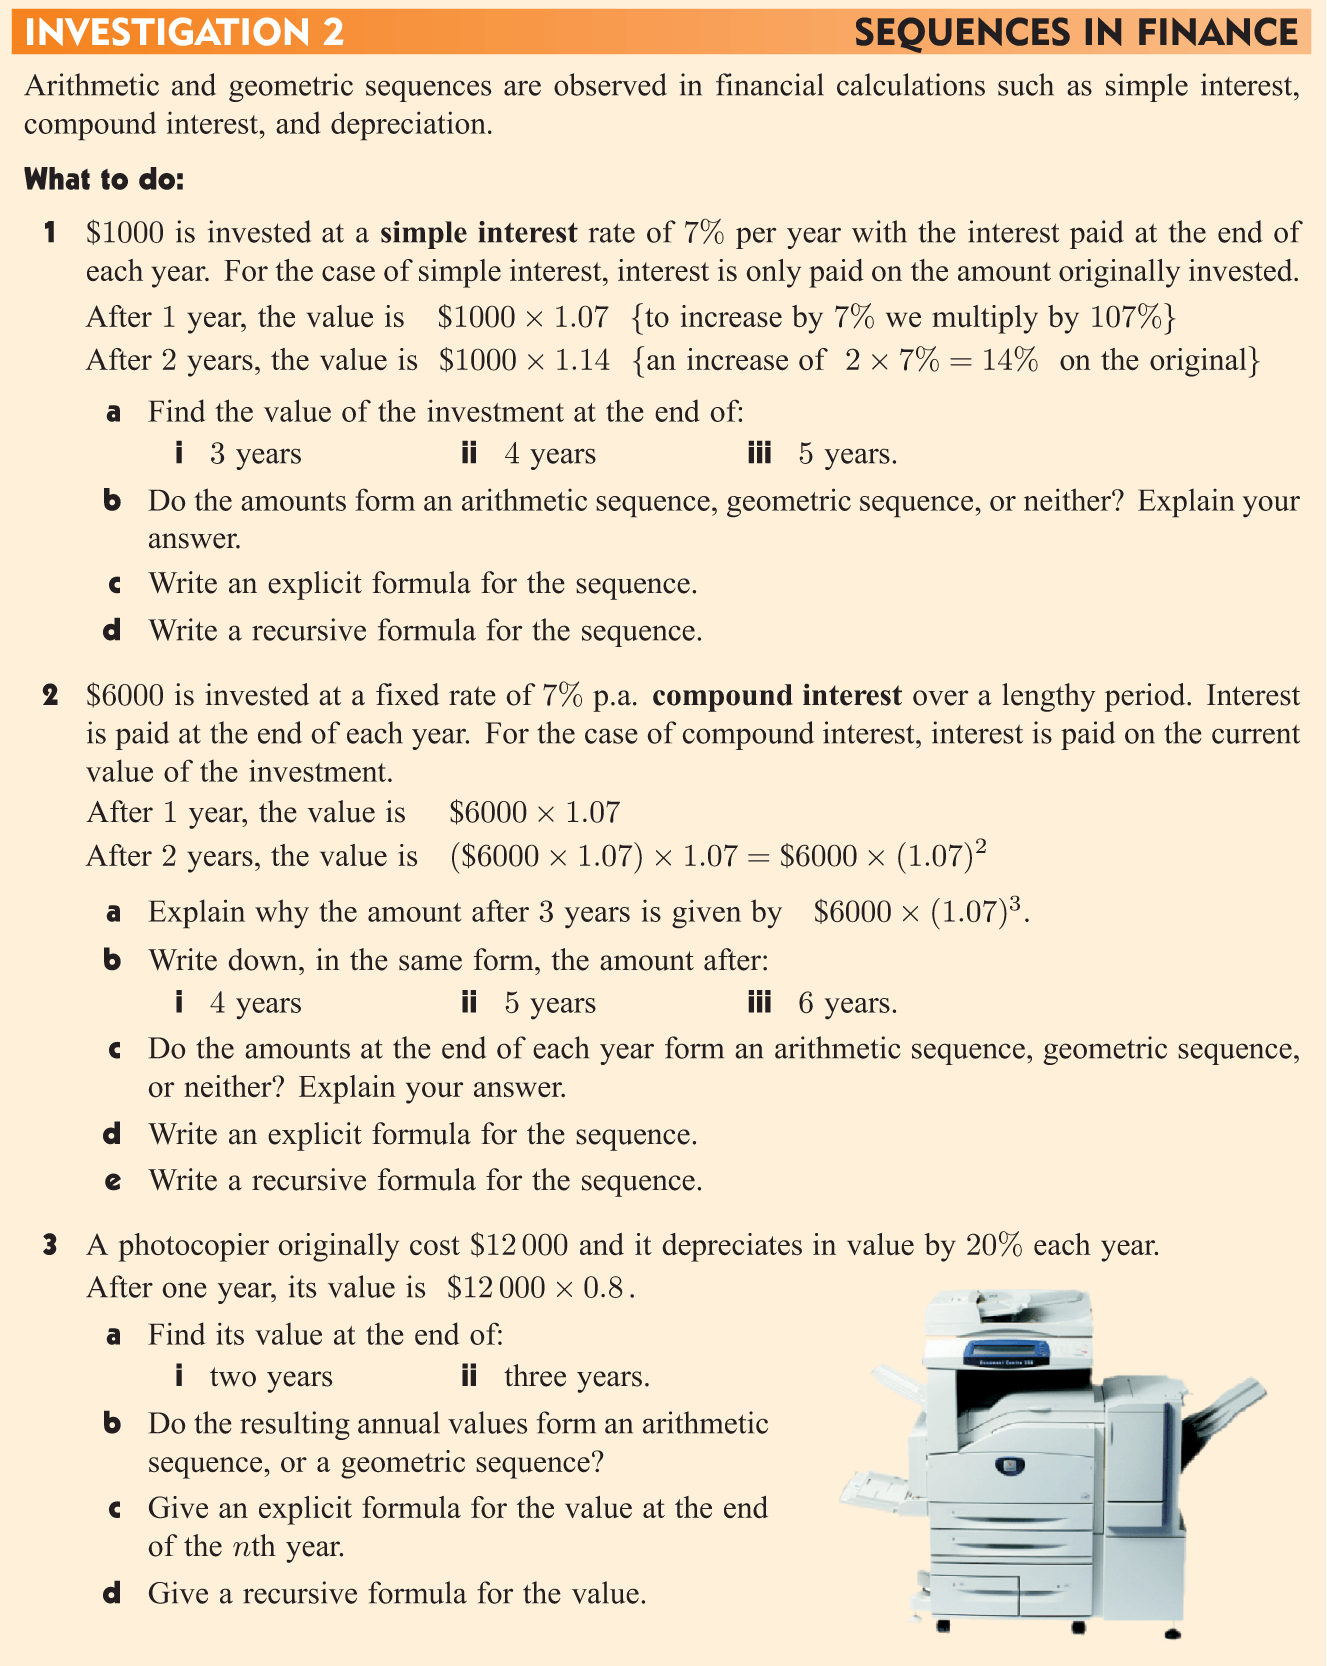 INVESTIGATION 2 SEQUENCES IN FINANCE
Arithmetic and geometric sequences are observed in financial calculations such as simple interest,
compound interest, and depreciation.
What to do:
1 $1000 is invested at a simple interest rate of 7% per year with the interest paid at the end of
each year. For the case of simple interest, interest is only paid on the amount originally invested.
After 1 year, the value is $1000 × 1.07 {to increase by 7% we multiply by 107%}
After 2 years, the value is $1000 × 1.14 {an increase of 2 × 7% = 14% on the original}
a Find the value of the investment at the end of:
i 3 years ii 4 years iii 5 years.
b Do the amounts form an arithmetic sequence, geometric sequence, or neither? Explain your
answer.
c Write an explicit formula for the sequence.
d Write a recursive formula for the sequence.
2 $6000 is invested at a fixed rate of 7% p.a. compound interest over a lengthy period. Interest
is paid at the end of each year. For the case of compound interest, interest is paid on the current
value of the investment.
After 1 year, the value is $6000 × 1.07
After 2 years, the value is ($6000 × 1.07) × 1.07 = $6000 × (1.07)²
a Explain why the amount after 3 years is given by $6000 × (1.07)³.
b Write down, in the same form, the amount after:
i 4 years ii 5 years iii 6 years.
c Do the amounts at the end of each year form an arithmetic sequence, geometric sequence,
or neither? Explain your answer.
d Write an explicit formula for the sequence.
e Write a recursive formula for the sequence.
3 A photocopier originally cost $12 000 and it depreciates in value by 20% each year.
After one year, its value is $12 000 × 0.8.
a Find its value at the end of:
i two years ii three years.
b Do the resulting annual values form an arithmetic
sequence, or a geometric sequence?
c Give an explicit formula for the value at the end
of the nth year.
d Give a recursive formula for the value.
Document Centre